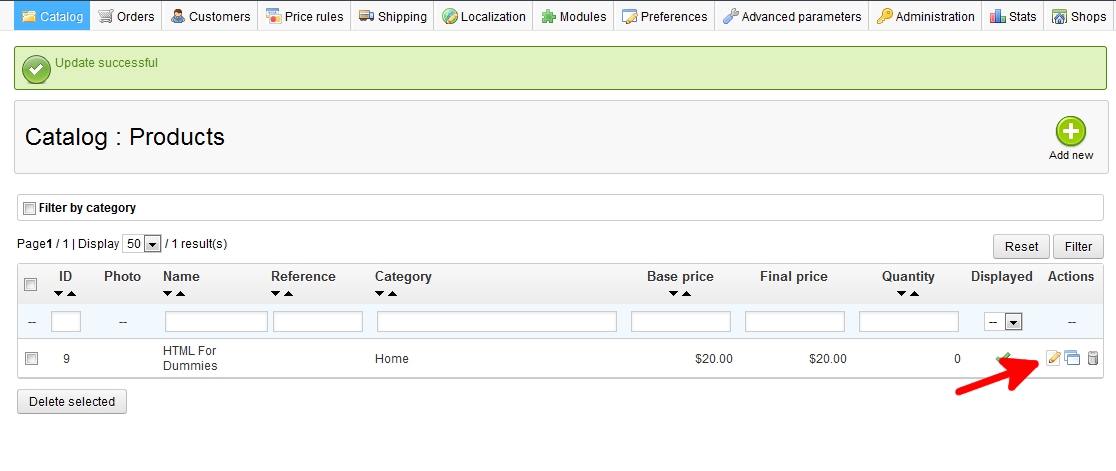 Catalog Orders Customers Price rules Shipping Localization Modules Preferences Advanced parameters Administration Stats Shops
Update successful
Catalog : Products
Add new
Filter by category
Page1 / 1 | Display 50 / 1 result(s)
Reset Filter
ID Photo Name Reference Category Base price Final price Quantity Displayed Actions
-- -- -- --
9 HTML For Dummies Home $20.00 $20.00 0
Delete selected